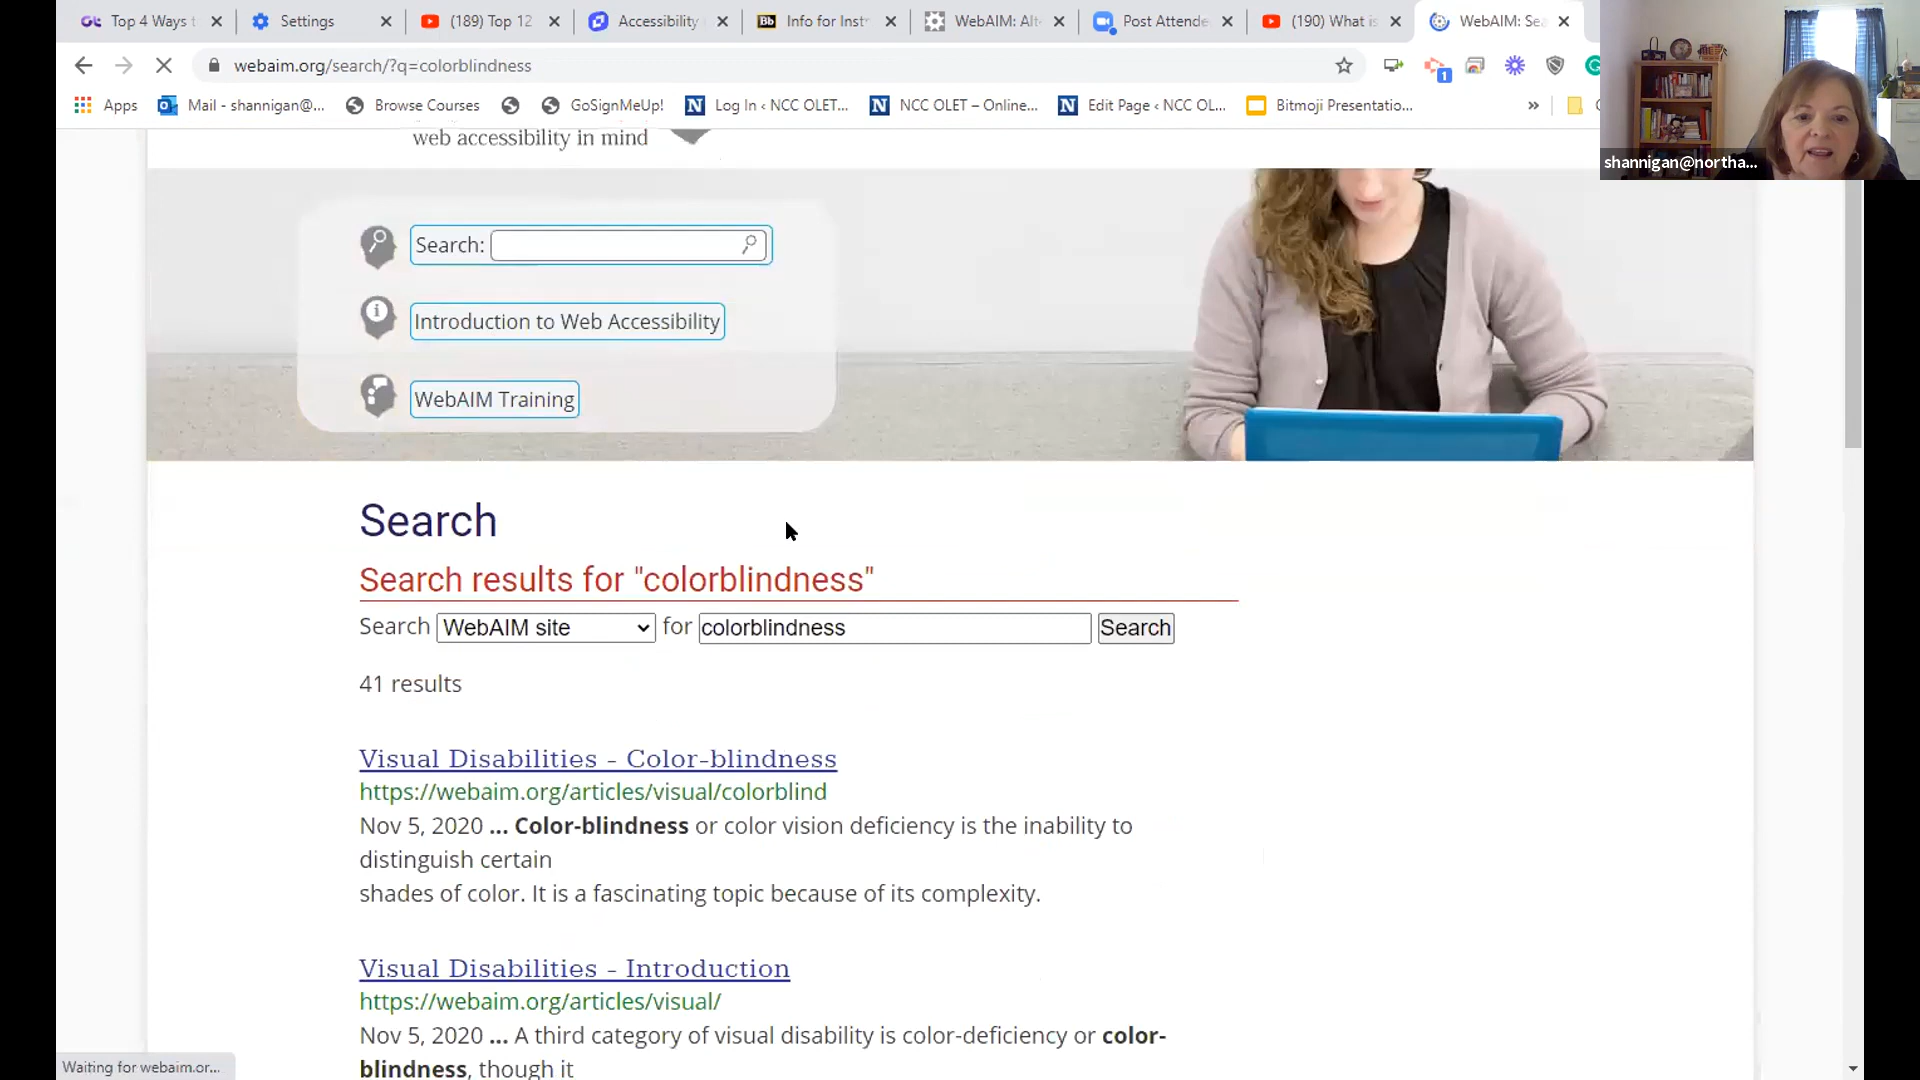 Top 4 Ways t
Settings
(189) Top 12
Accessibility
Bb Info for Inst
WebAIM: Alt
Post Attende
(190) What is
WebAIM: Sea
webaim.org/search/?q=colorblindness
1
Apps
Mail - shannigan@...
Browse Courses
GoSignMeUp!
N Log In ‹ NCC OLET...
N NCC OLET – Online...
N Edit Page ‹ NCC OL...
Bitmoji Presentatio...
»
shannigan@northa...
web accessibility in mind
Search:
Introduction to Web Accessibility
WebAIM Training
Search
Search results for "colorblindness"
Search WebAIM site for colorblindness Search
41 results
Visual Disabilities - Color-blindness
https://webaim.org/articles/visual/colorblind
Nov 5, 2020 ... Color-blindness or color vision deficiency is the inability to
distinguish certain
shades of color. It is a fascinating topic because of its complexity.
Visual Disabilities - Introduction
https://webaim.org/articles/visual/
Nov 5, 2020 ... A third category of visual disability is color-deficiency or color-
blindness, though it
Waiting for webaim.or...